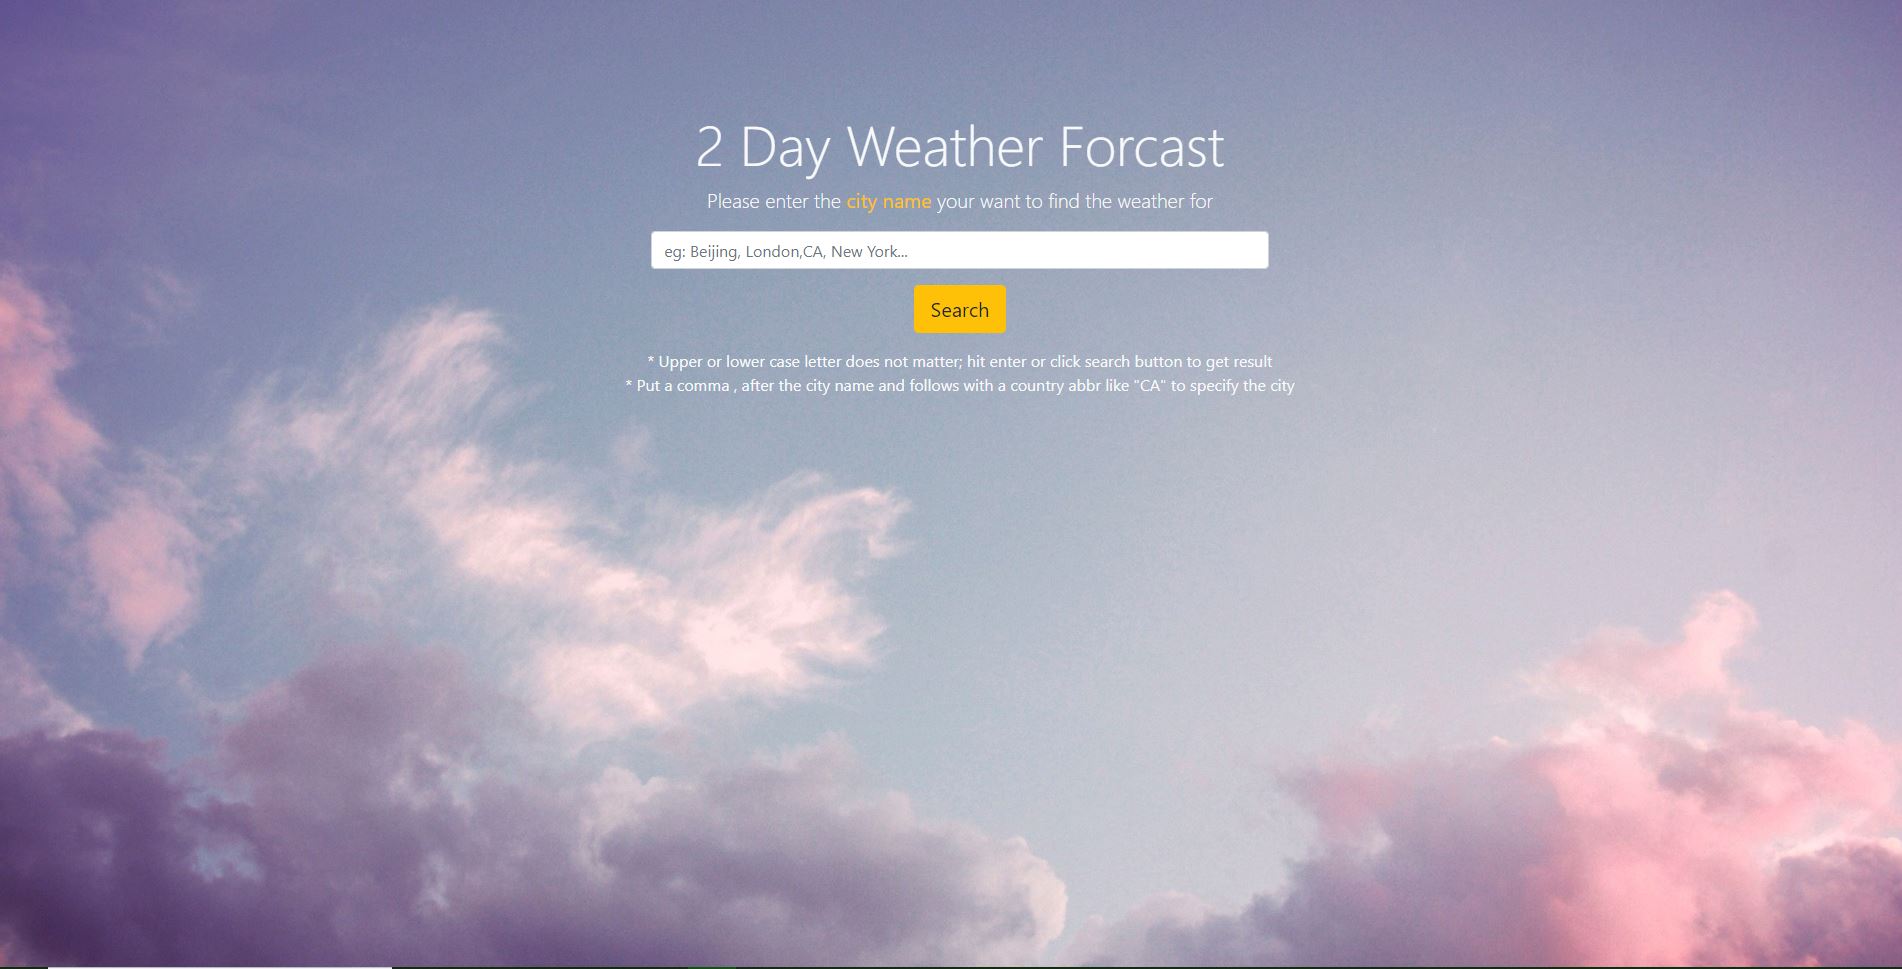 2 Day Weather Forcast
Please enter the city name your want to find the weather for
eg: Beijing, London,CA, New York...
Search
* Upper or lower case letter does not matter; hit enter or click search button to get result
* Put a comma , after the city name and follows with a country abbr like "CA" to specify the city